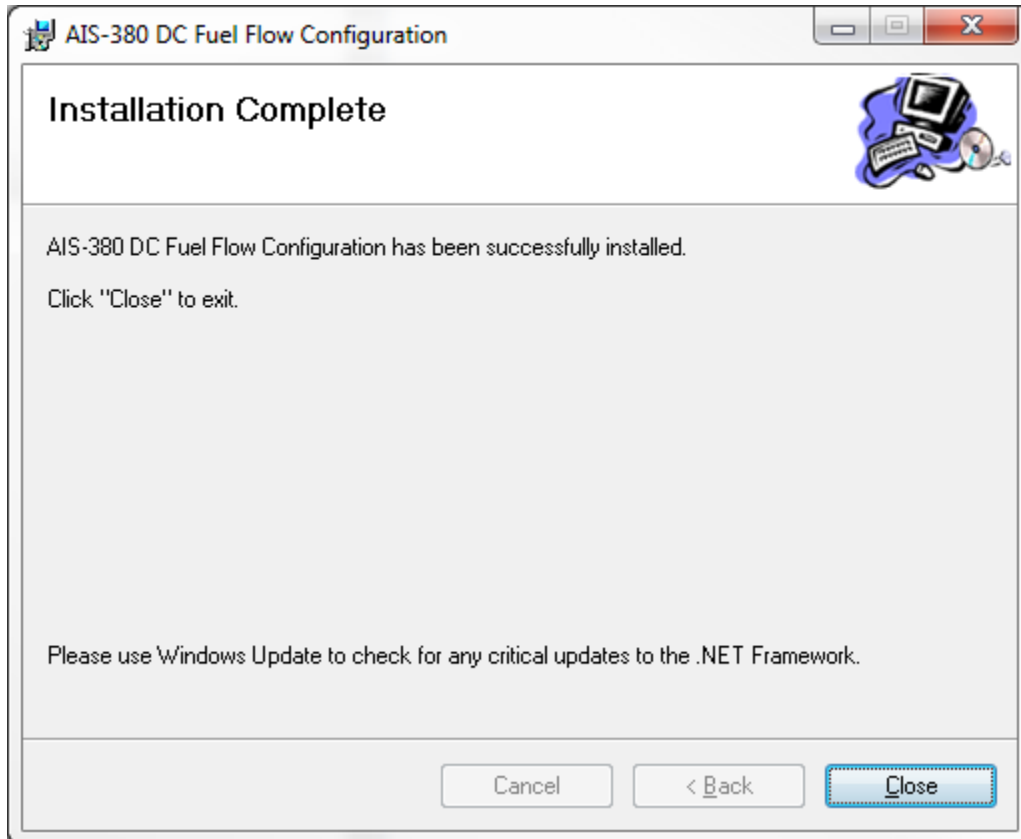 AIS-380 DC Fuel Flow Configuration
Installation Complete
AIS-380 DC Fuel Flow Configuration has been successfully installed.
Click "Close" to exit.
Please use Windows Update to check for any critical updates to the .NET Framework.
Cancel
< Back
Close